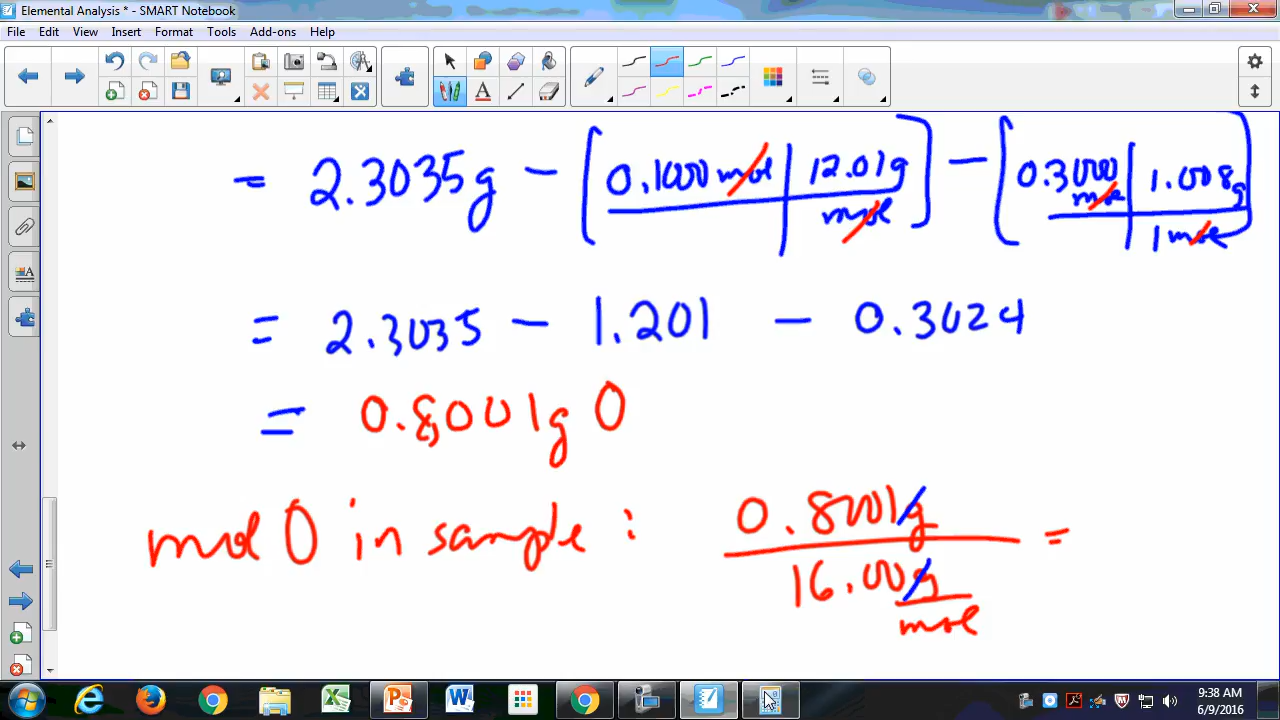 Elemental Analysis * - SMART Notebook
File Edit View Insert Format Tools Add-ons Help
= 2.3035g - [0.1000 mol | 12.01g] - [0.3000 | 1.008g]
mol mol
1 mol
= 2.3035 - 1.201 - 0.3024
= 0.8001g O
mol O in sample : 0.8001g =
16.00g
mol
9:38 AM
6/9/2016